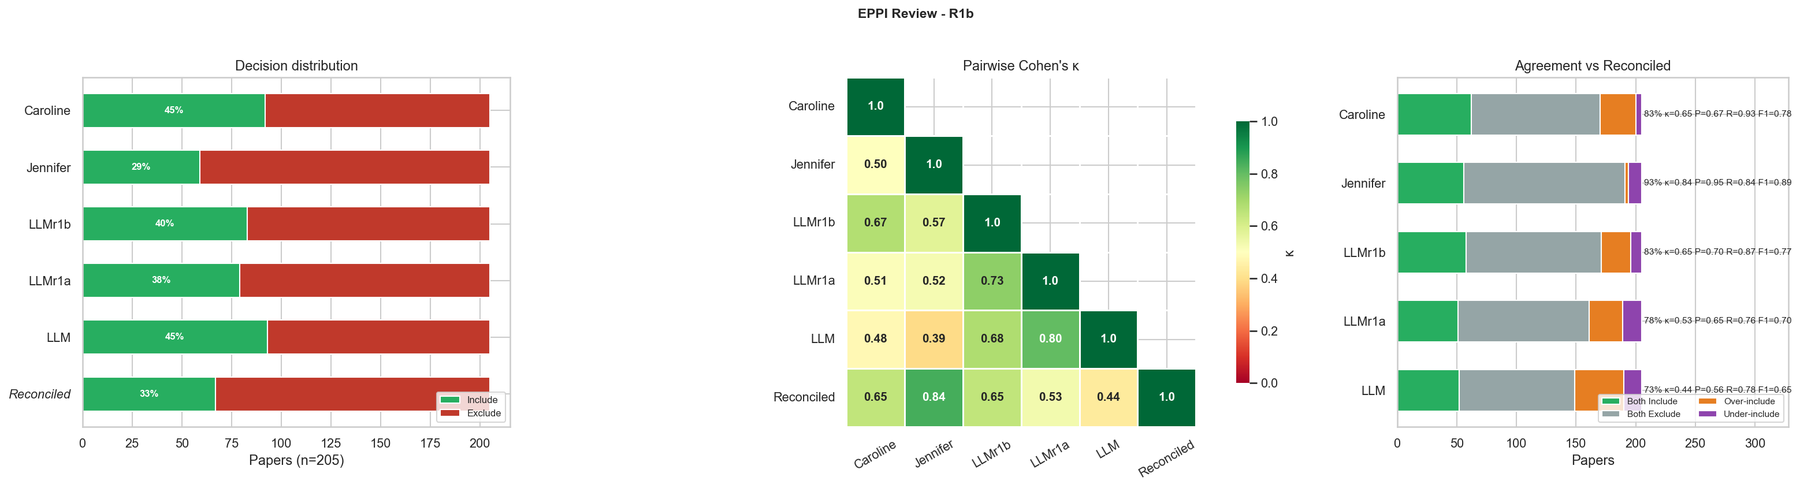 EPPI Review - R1b
Decision distribution
Caroline
45%
Jennifer
29%
LLMr1b
40%
LLMr1a
38%
LLM
45%
Reconciled
33%
Include
Exclude
0 25 50 75 100 125 150 175 200
Papers (n=205)
Pairwise Cohen's κ
Caroline 1.0
Jennifer 0.50 1.0
LLMr1b 0.67 0.57 1.0
LLMr1a 0.51 0.52 0.73 1.0
LLM 0.48 0.39 0.68 0.80 1.0
Reconciled 0.65 0.84 0.65 0.53 0.44 1.0
Caroline Jennifer LLMr1b LLMr1a LLM Reconciled
1.0
0.8
0.6
0.4
0.2
0.0
κ
Agreement vs Reconciled
Caroline 83% κ=0.65 P=0.67 R=0.93 F1=0.78
Jennifer 93% κ=0.84 P=0.95 R=0.84 F1=0.89
LLMr1b 83% κ=0.65 P=0.70 R=0.87 F1=0.77
LLMr1a 78% κ=0.53 P=0.65 R=0.76 F1=0.70
LLM 73% κ=0.44 P=0.56 R=0.78 F1=0.65
Both Include Over-include
Both Exclude Under-include
0 50 100 150 200 250 300
Papers